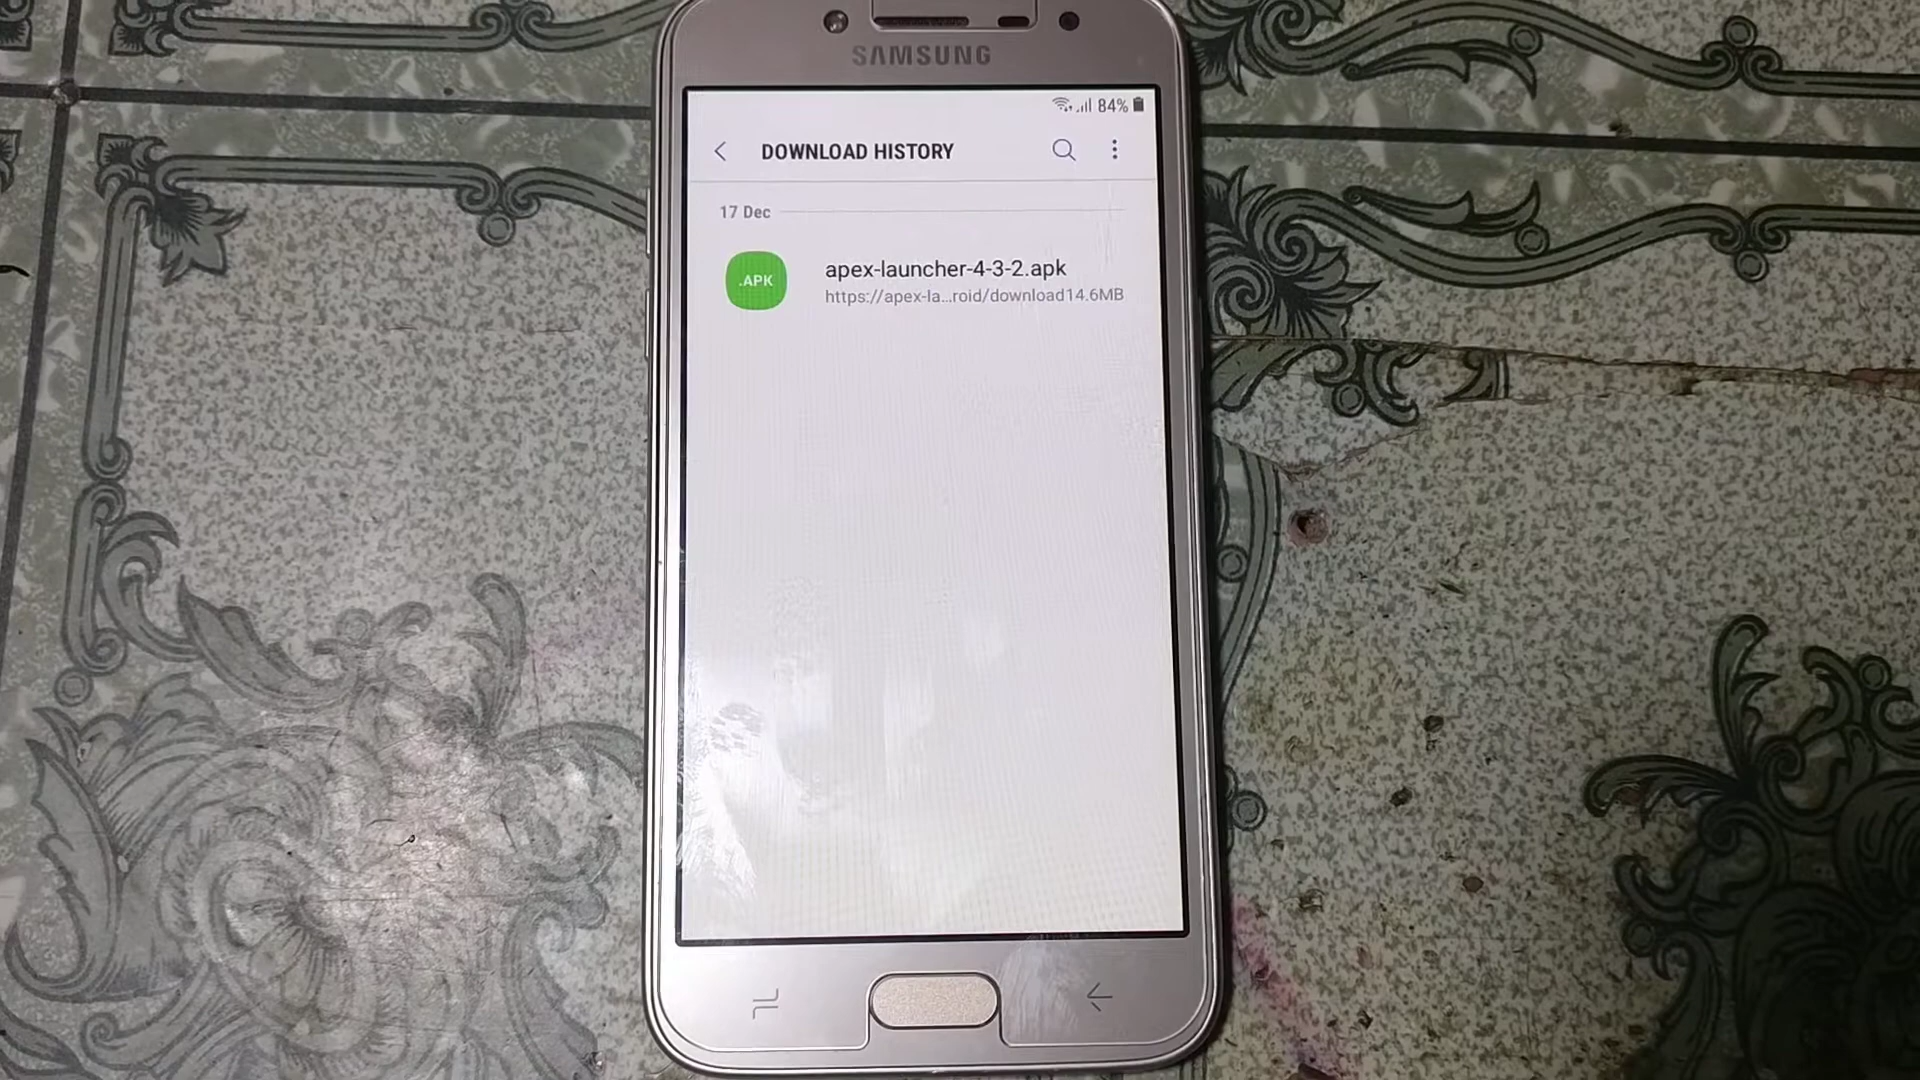 SAMSUNG
84%
DOWNLOAD HISTORY
17 Dec
.APK
apex-launcher-4-3-2.apk
https://apex-la...roid/download14.6MB